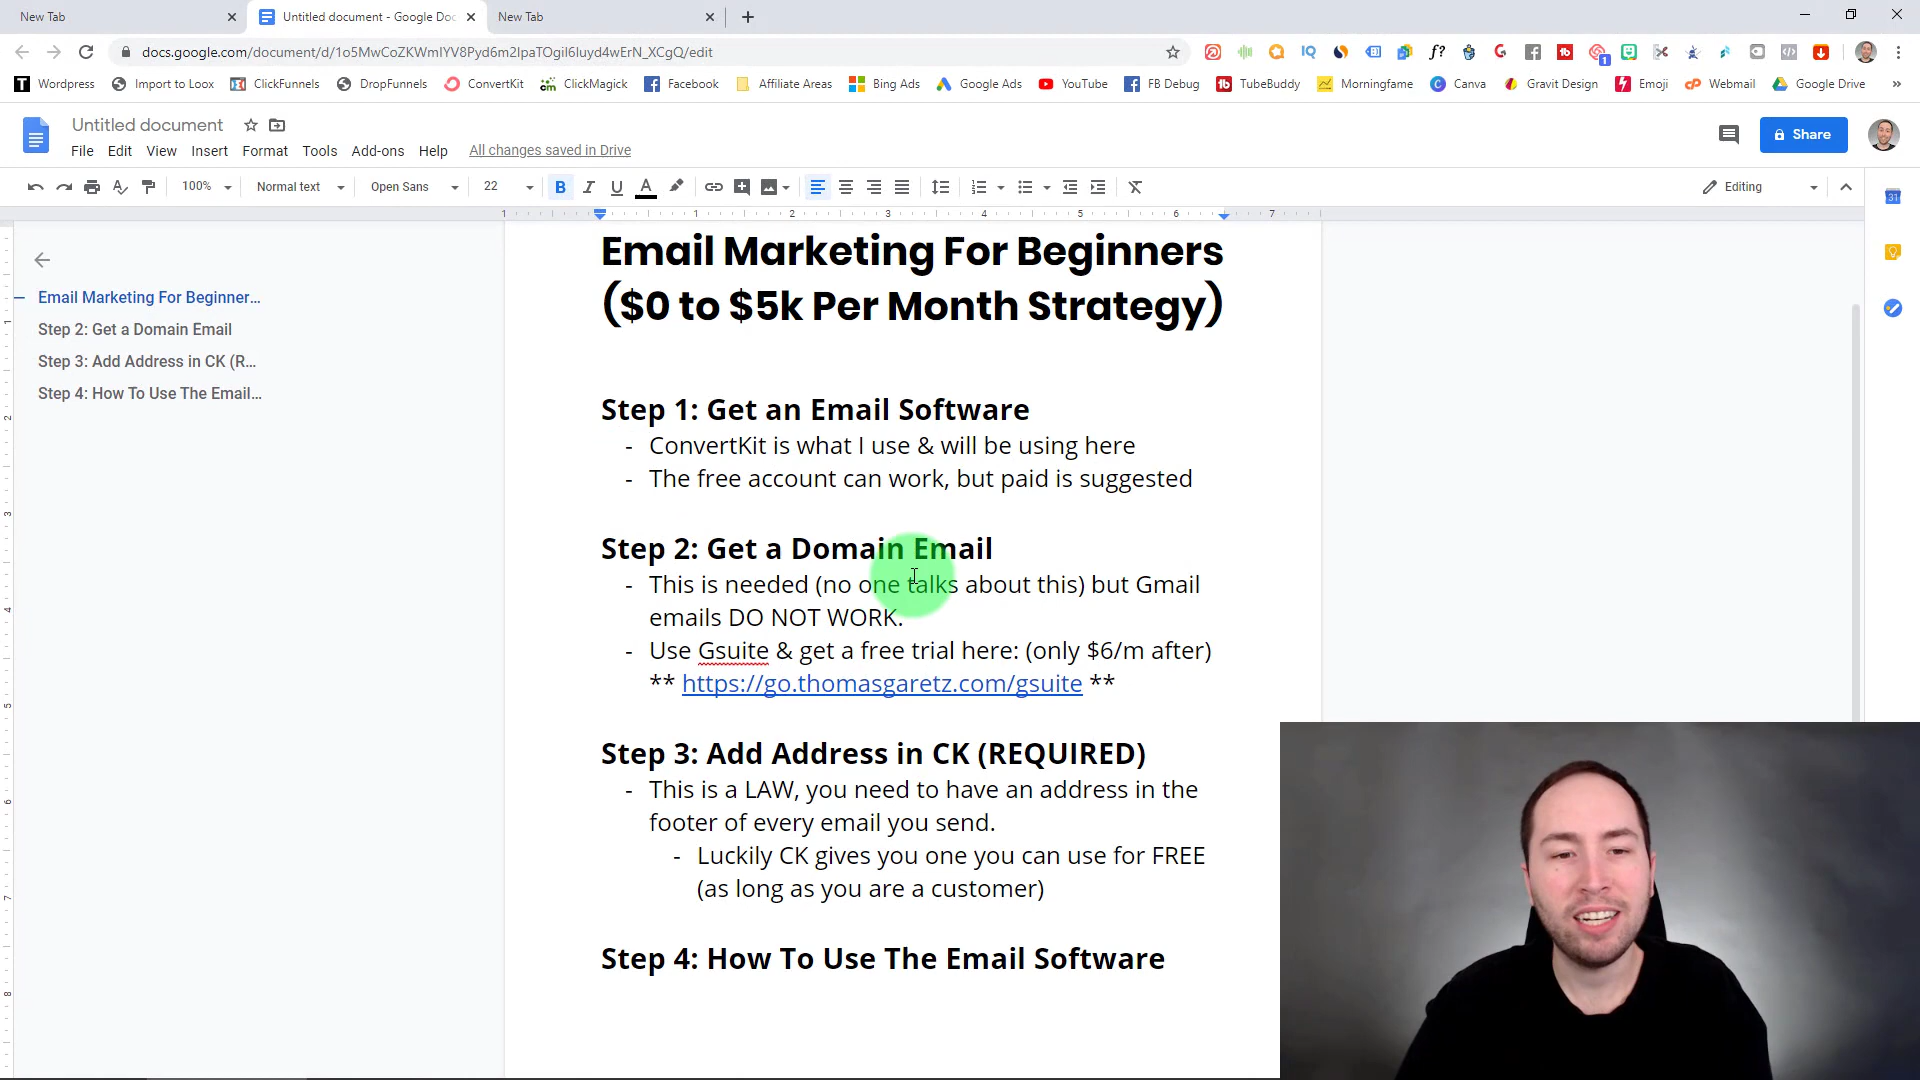 New Tab
Untitled document - Google Doc
New Tab
docs.google.com/document/d/1o5MwCoZKWmIYV8Pyd6m2IpaTOgiI6Iuyd4wErN_XCgQ/edit
Wordpress
Import to Loox
ClickFunnels
DropFunnels
ConvertKit
ClickMagick
Facebook
Affiliate Areas
Bing Ads
Google Ads
YouTube
FB Debug
TubeBuddy
Morningfame
Canva
Gravit Design
Emoji
Webmail
Google Drive
Untitled document
Share
File Edit View Insert Format Tools Add-ons Help All changes saved in Drive
100% Normal text Open Sans 22 B I U A Editing
1 1 2 3 4 5 6 7
Email Marketing For Beginner...
Step 2: Get a Domain Email
Step 3: Add Address in CK (R...
Step 4: How To Use The Email...
Email Marketing For Beginners
($0 to $5k Per Month Strategy)
Step 1: Get an Email Software
- ConvertKit is what I use & will be using here
- The free account can work, but paid is suggested
Step 2: Get a Domain Email
- This is needed (no one talks about this) but Gmail
emails DO NOT WORK.
- Use Gsuite & get a free trial here: (only $6/m after)
** https://go.thomasgaretz.com/gsuite **
Step 3: Add Address in CK (REQUIRED)
- This is a LAW, you need to have an address in the
footer of every email you send.
- Luckily CK gives you one you can use for FREE
(as long as you are a customer)
Step 4: How To Use The Email Software